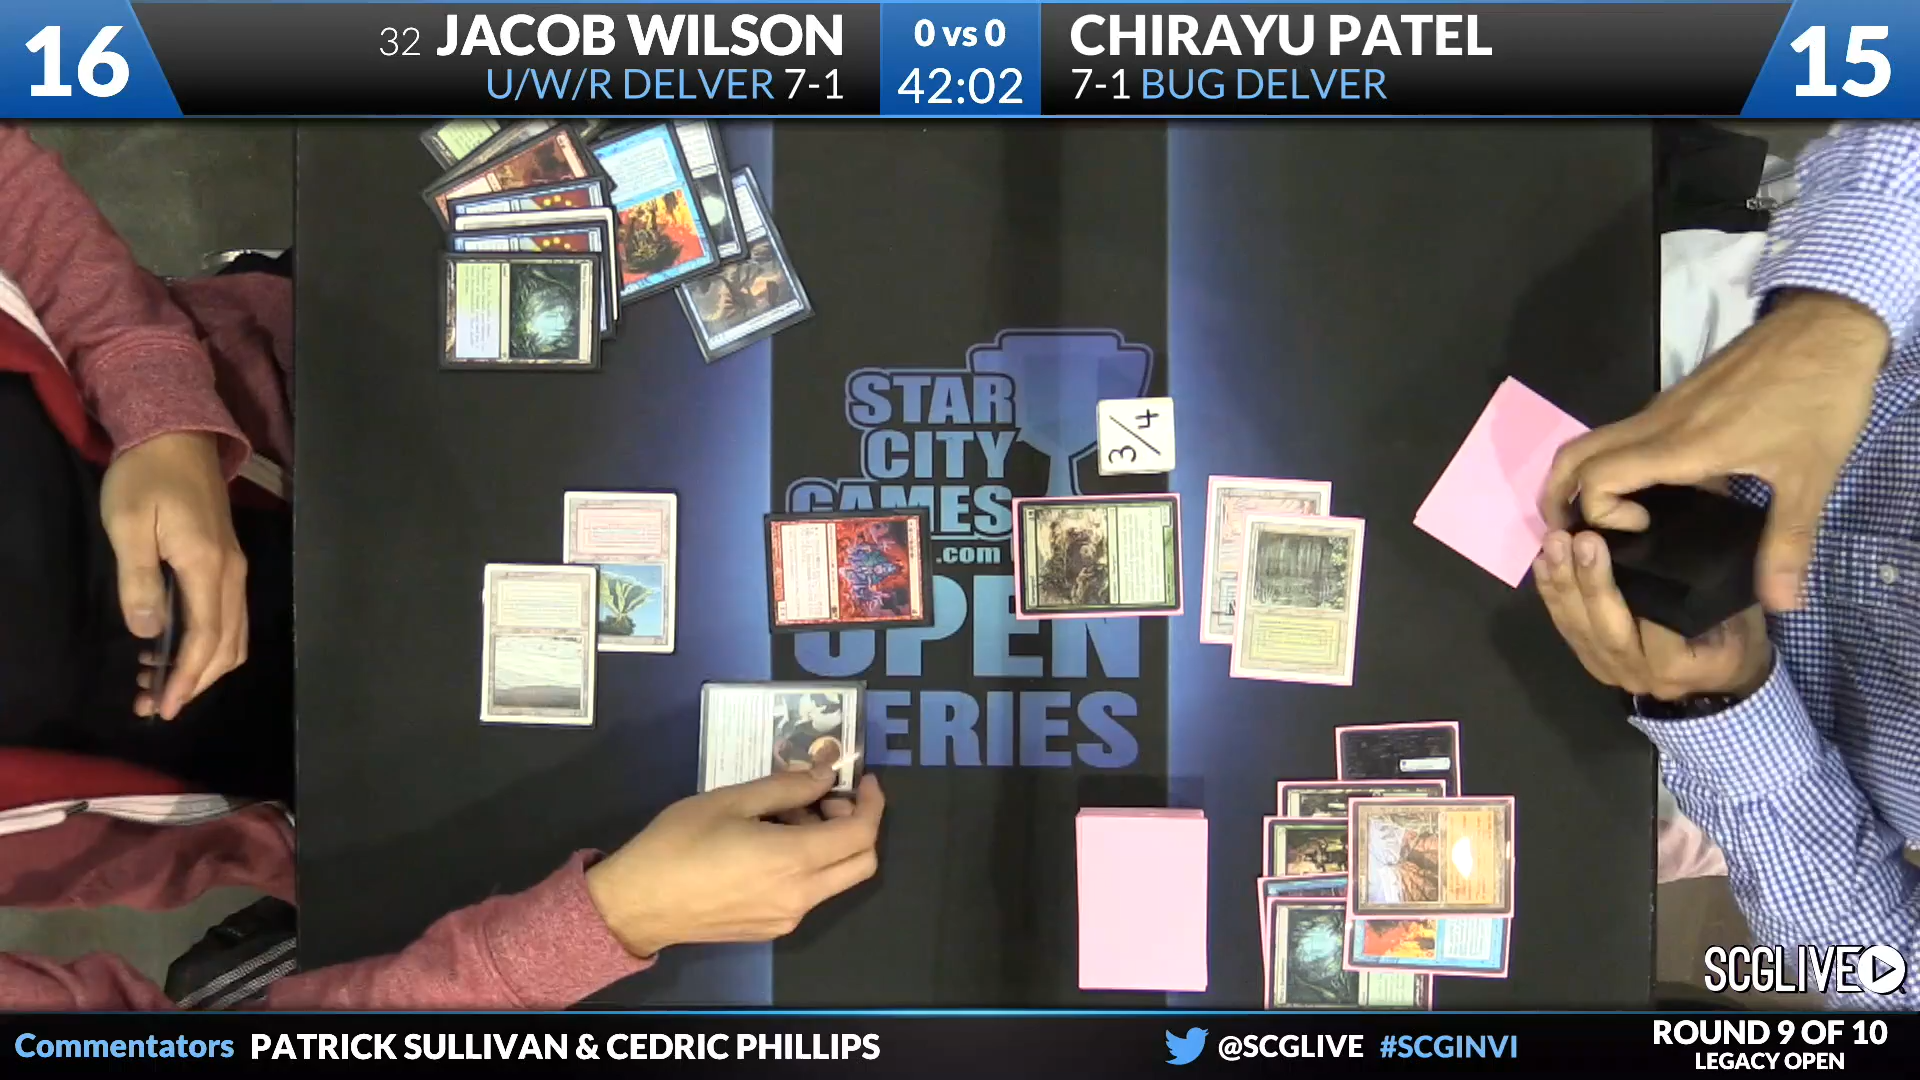 16
32 JACOB WILSON
U/W/R DELVER 7-1
0 vs 0
42:02
CHIRAYU PATEL
7-1 BUG DELVER
15
STAR
CITY
GAMES
.com
OPEN
SERIES
3/4
SCGLIVE
Commentators PATRICK SULLIVAN & CEDRIC PHILLIPS
@SCGLIVE #SCGINVI
ROUND 9 OF 10
LEGACY OPEN